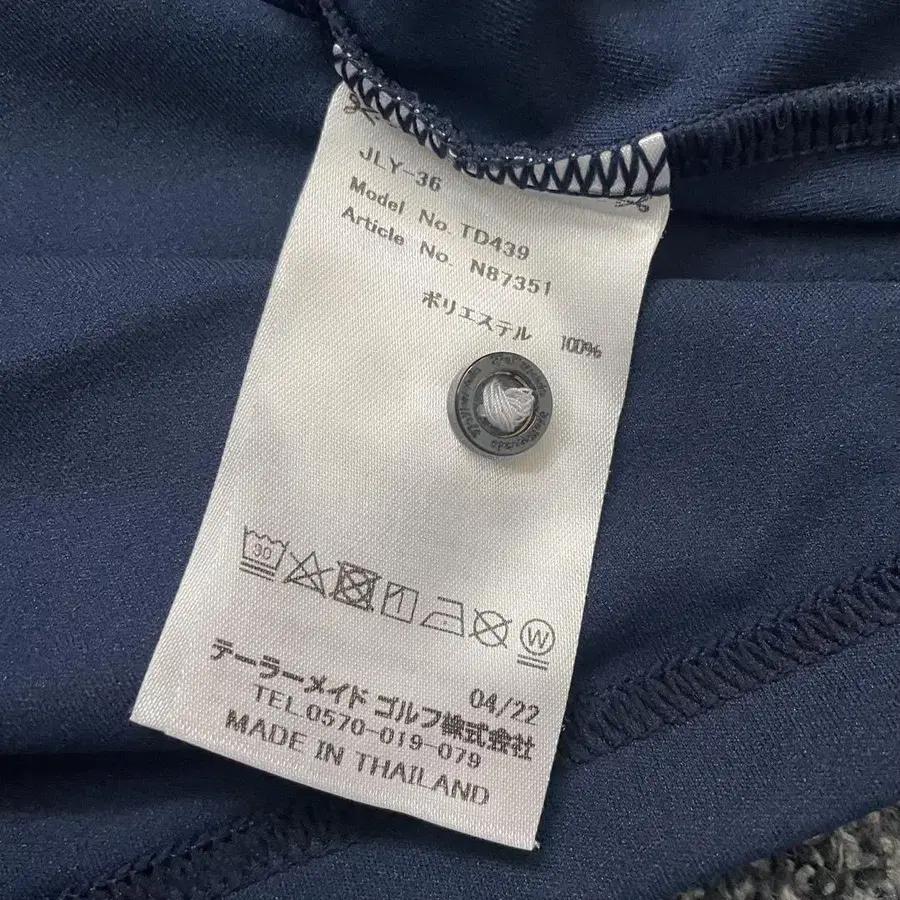 JLY-36
Model No. TD439
Article No. N87351
ポリエステル 100%
30
W
テーラーメイド ゴルフ株式会社 04/22
TEL.0570-019-079
MADE IN THAILAND